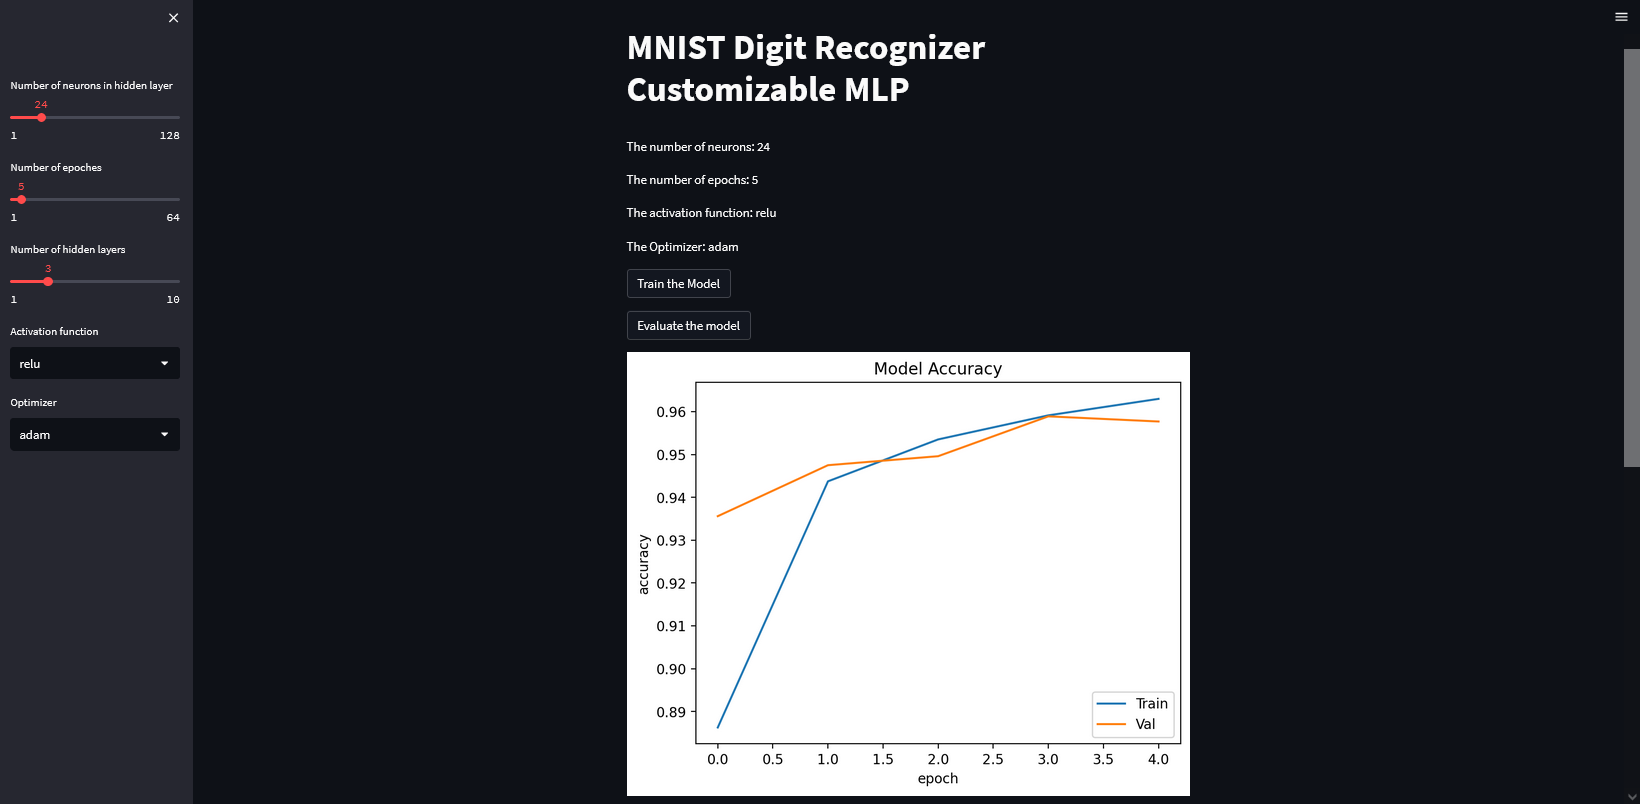 Number of neurons in hidden layer
24
1 128
Number of epoches
5
1 64
Number of hidden layers
3
1 10
Activation function
relu
Optimizer
adam
MNIST Digit Recognizer
Customizable MLP
The number of neurons: 24
The number of epochs: 5
The activation function: relu
The Optimizer: adam
Train the Model
Evaluate the model
Model Accuracy
0.96
0.95
0.94
0.93
0.92
0.91
0.90
0.89
accuracy
Train
Val
0.0 0.5 1.0 1.5 2.0 2.5 3.0 3.5 4.0
epoch